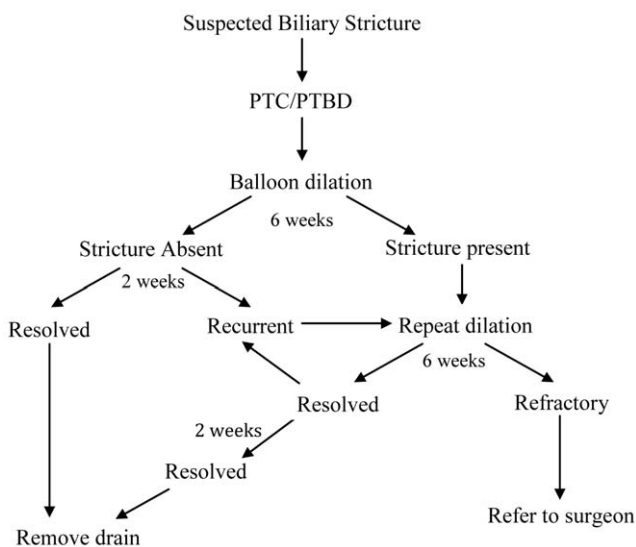 Suspected Biliary Stricture
PTC/PTBD
Balloon dilation
6 weeks
Stricture Absent
Stricture present
2 weeks
Resolved
Recurrent
Repeat dilation
6 weeks
Resolved
Refractory
2 weeks
Resolved
Refer to surgeon
Remove drain